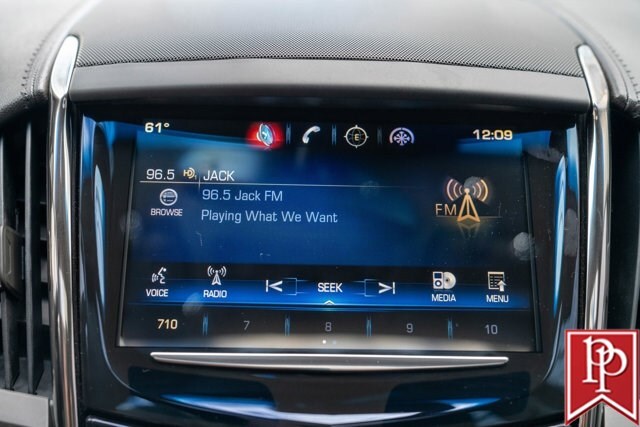 61° E 12:09
96.5 HD JACK
96.5 Jack FM
BROWSE
Playing What We Want
FM
VOICE RADIO SEEK MEDIA MENU
710 7 8 9 10
PP